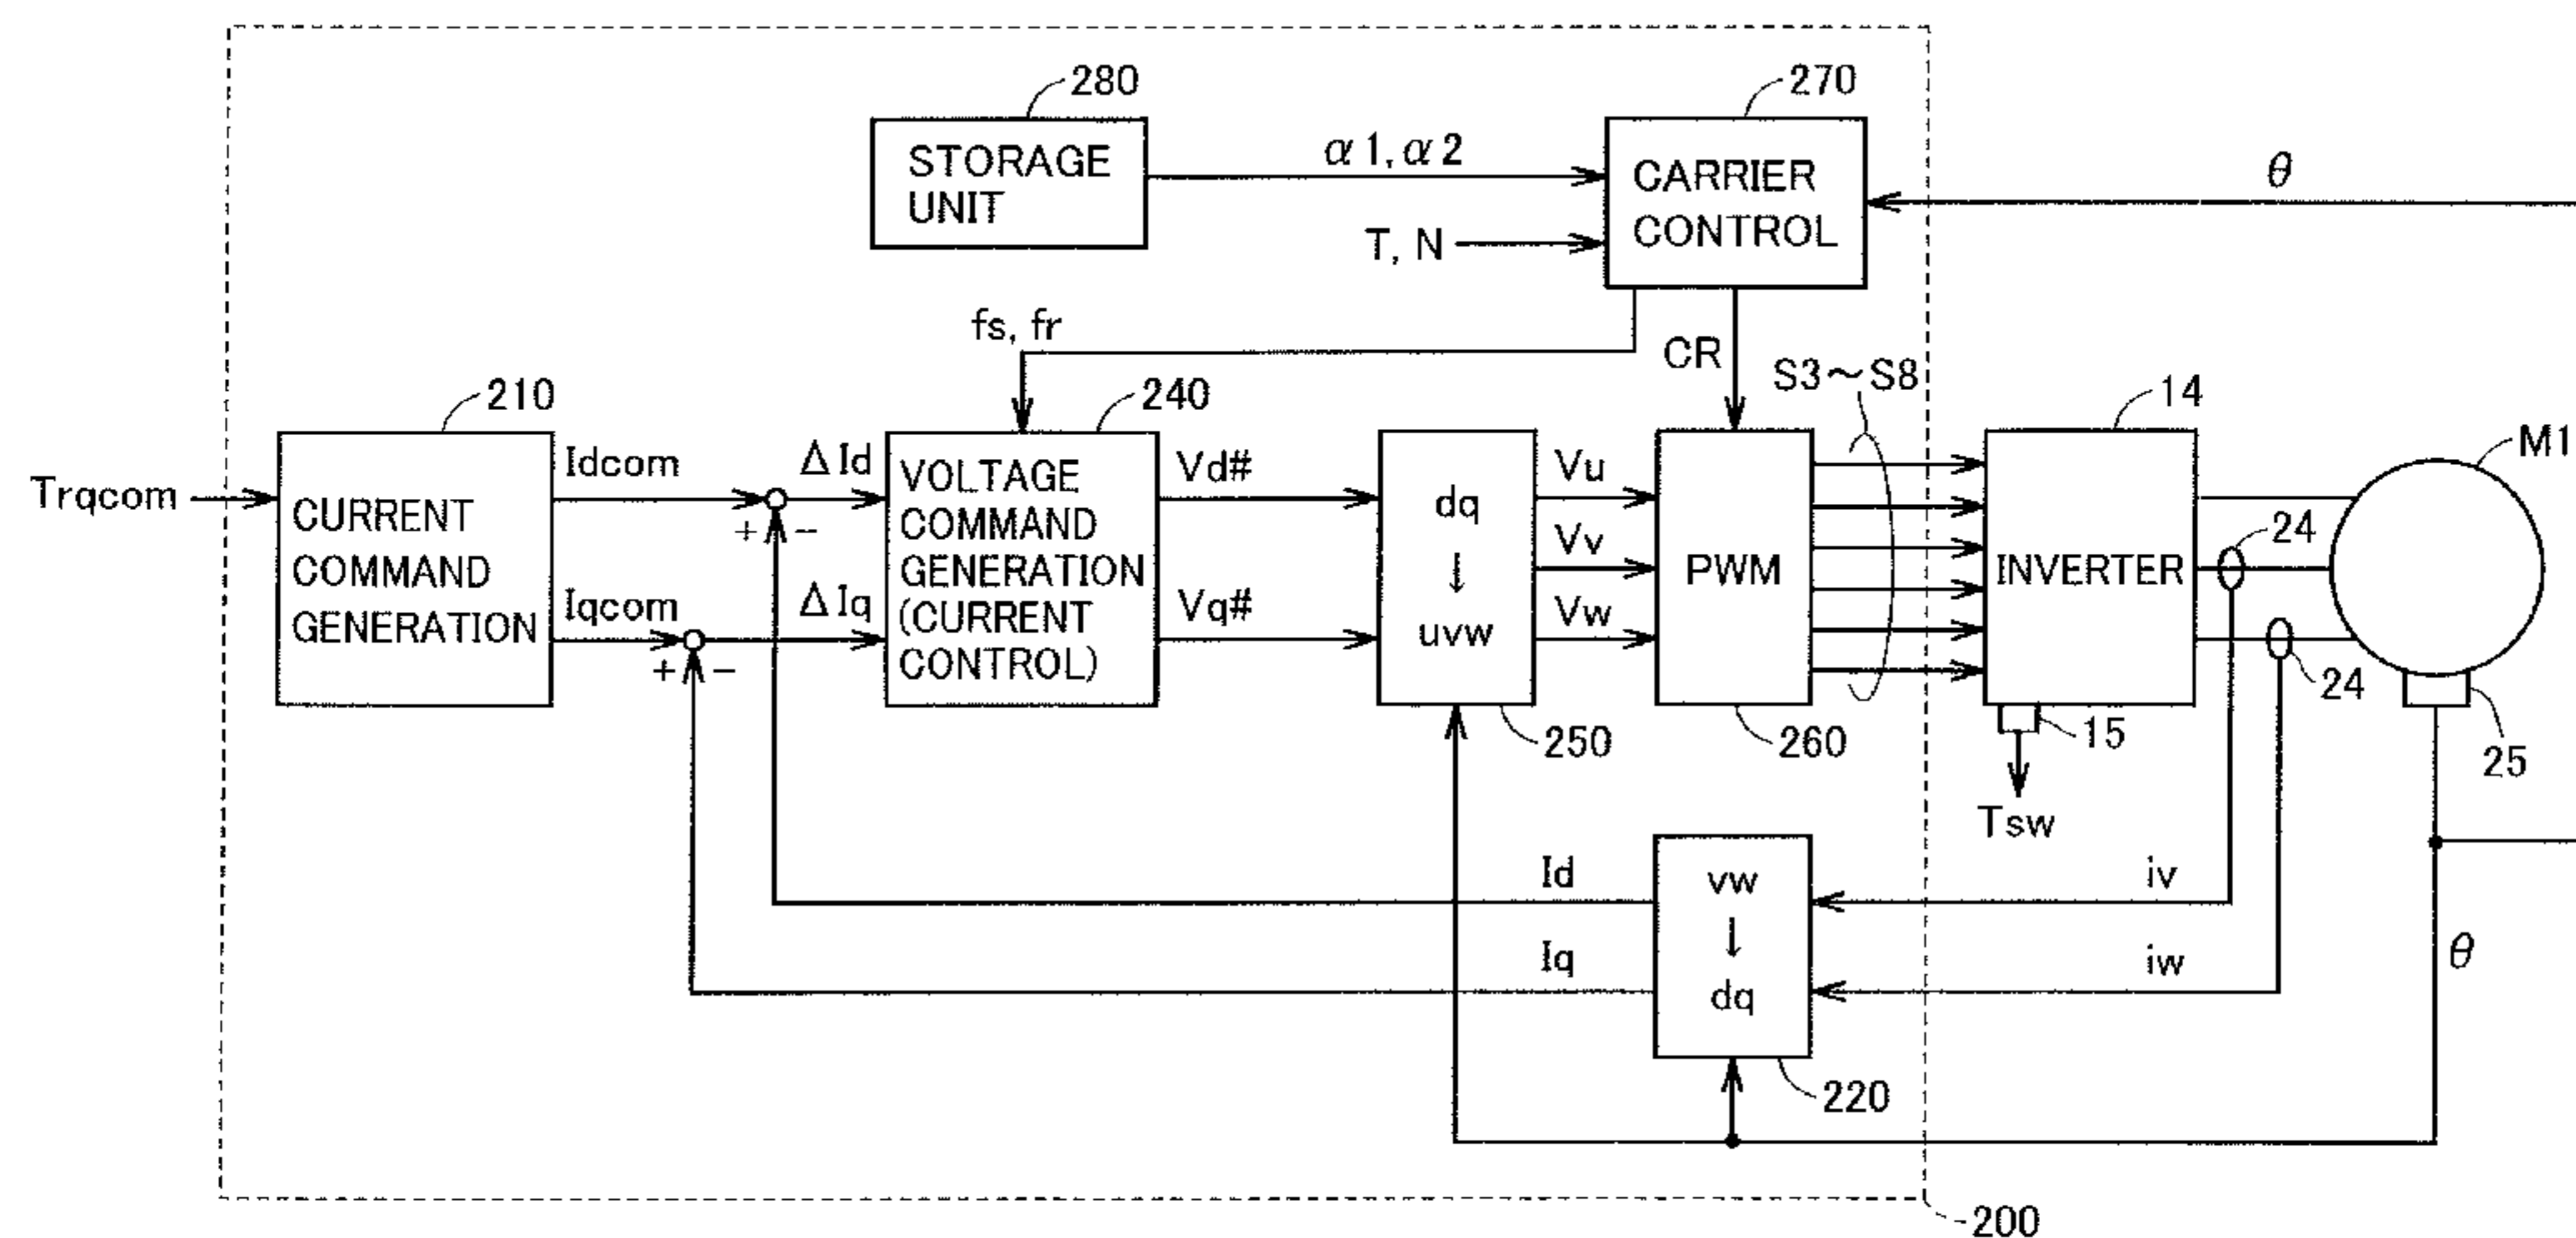 280
270
STORAGE
UNIT
α1, α2
CARRIER
CONTROL
θ
T, N
fs, fr
CR
S3～S8
210
240
14
M1
Trqcom
Idcom
ΔId
Vd#
Vu
CURRENT
COMMAND
GENERATION
+ -
VOLTAGE
COMMAND
GENERATION
(CURRENT
CONTROL)
dq
↓
uvw
Vv
PWM
INVERTER
24
Iqcom
ΔIq
Vq#
Vw
+ -
24
250
260
15
25
Tsw
Id
vw
↓
dq
iv
Iq
iw
θ
220
200